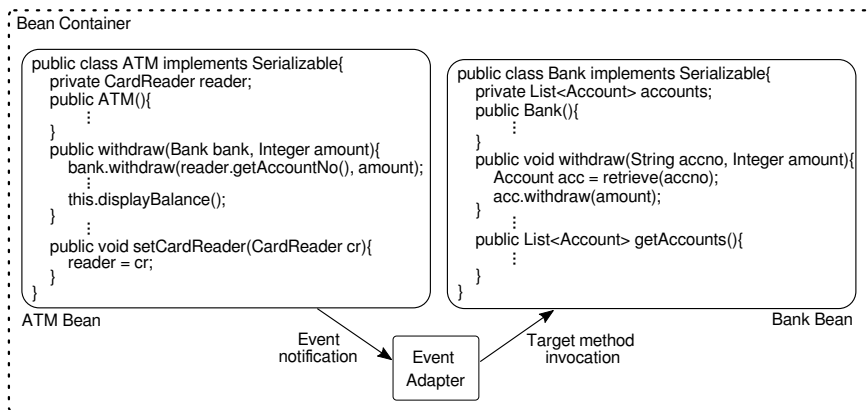 Bean Container
public class ATM implements Serializable{
private CardReader reader;
public ATM(){
⋮
}
public withdraw(Bank bank, Integer amount){
bank.withdraw(reader.getAccountNo(), amount);
⋮
this.displayBalance();
}
⋮
public void setCardReader(CardReader cr){
reader = cr;
}
}
ATM Bean
public class Bank implements Serializable{
private List<Account> accounts;
public Bank(){
⋮
}
public void withdraw(String accno, Integer amount){
Account acc = retrieve(accno);
acc.withdraw(amount);
}
⋮
public List<Account> getAccounts(){
⋮
}
}
Bank Bean
Event
notification
Event
Adapter
Target method
invocation